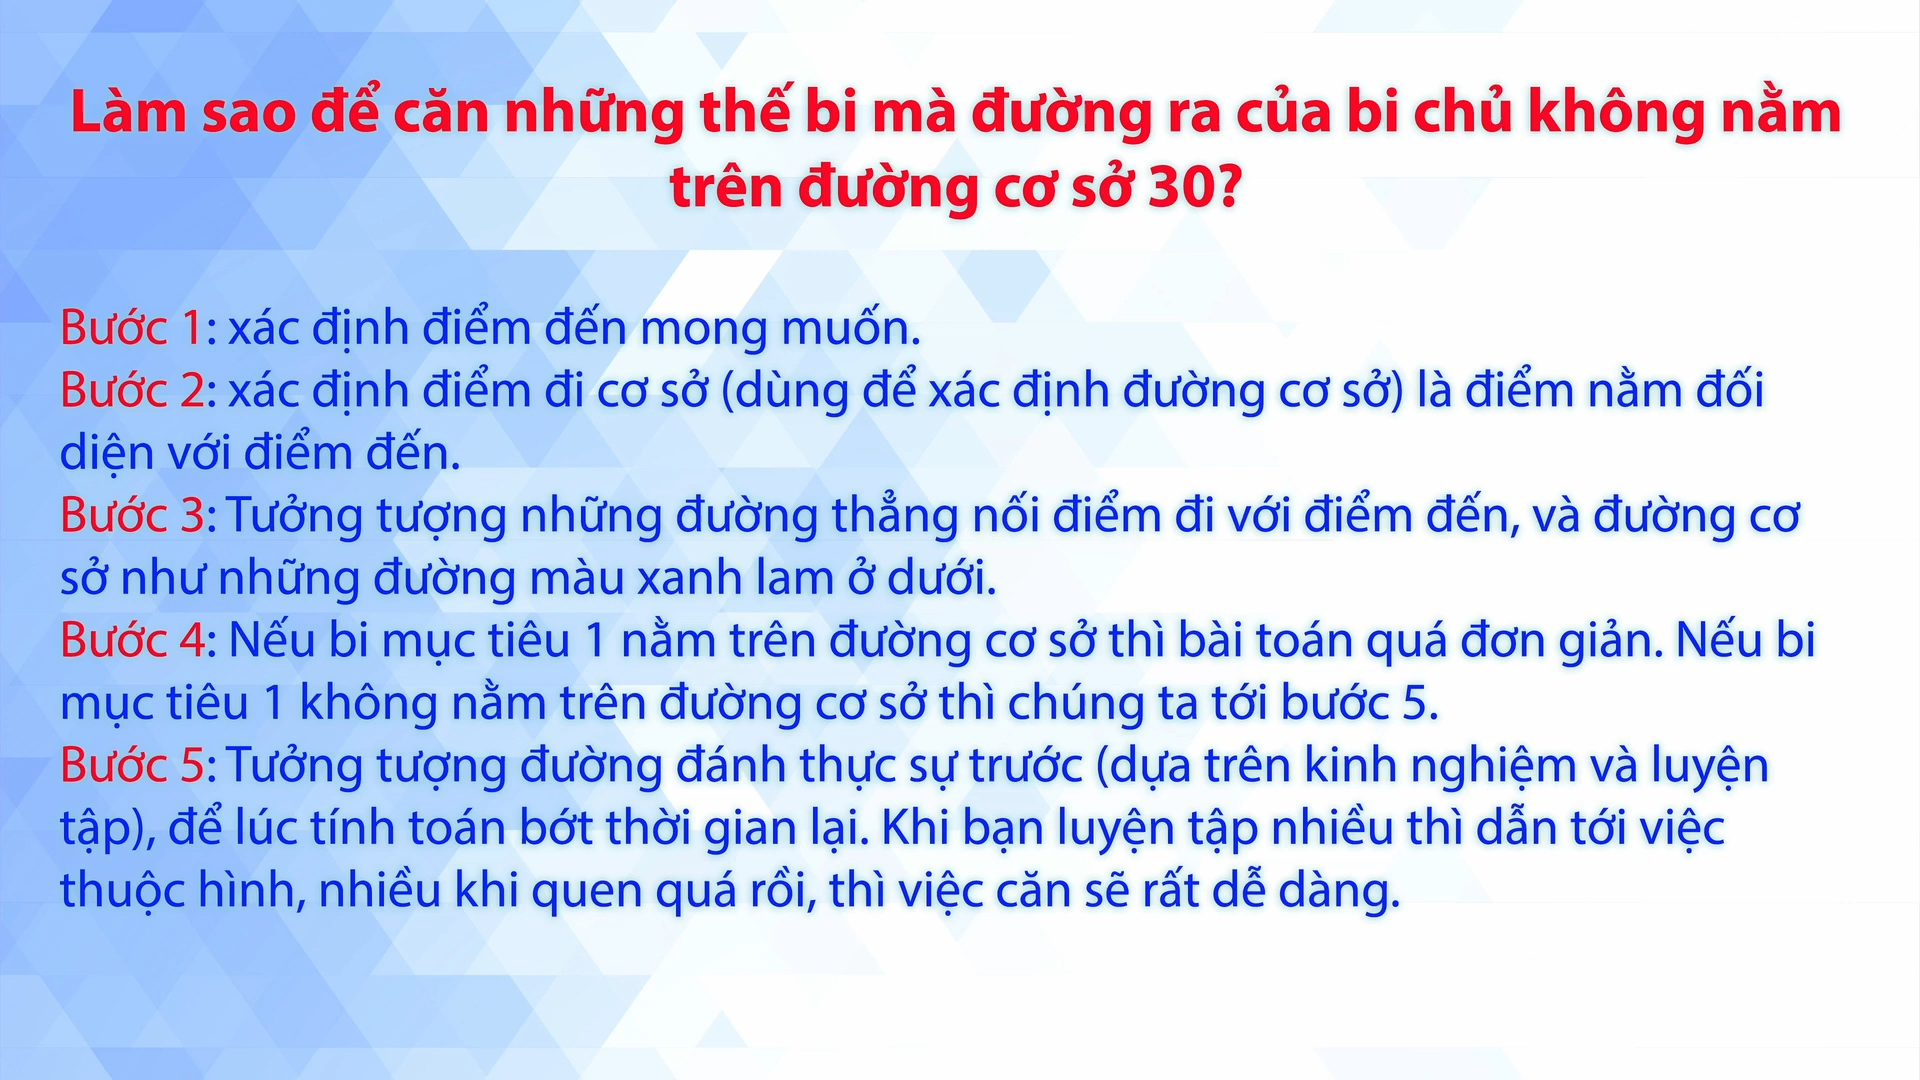 Làm sao để căn những thế bi mà đường ra của bi chủ không nằm
trên đường cơ sở 30?
Bước 1: xác định điểm đến mong muốn.
Bước 2: xác định điểm đi cơ sở (dùng để xác định đường cơ sở) là điểm nằm đối
diện với điểm đến.
Bước 3: Tưởng tượng những đường thẳng nối điểm đi với điểm đến, và đường cơ
sở như những đường màu xanh lam ở dưới.
Bước 4: Nếu bi mục tiêu 1 nằm trên đường cơ sở thì bài toán quá đơn giản. Nếu bi
mục tiêu 1 không nằm trên đường cơ sở thì chúng ta tới bước 5.
Bước 5: Tưởng tượng đường đánh thực sự trước (dựa trên kinh nghiệm và luyện
tập), để lúc tính toán bớt thời gian lại. Khi bạn luyện tập nhiều thì dẫn tới việc
thuộc hình, nhiều khi quen quá rồi, thì việc căn sẽ rất dễ dàng.